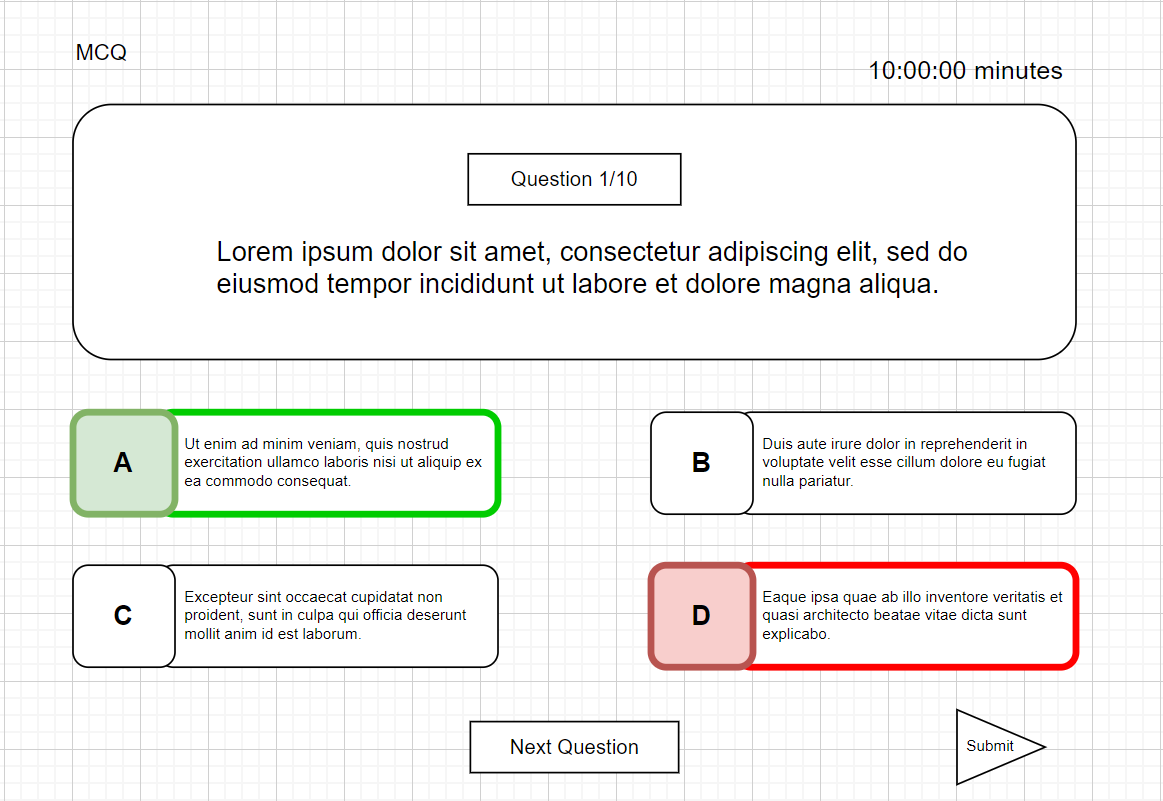 MCQ
10:00:00 minutes
Question 1/10
Lorem ipsum dolor sit amet, consectetur adipiscing elit, sed do
eiusmod tempor incididunt ut labore et dolore magna aliqua.
A
Ut enim ad minim veniam, quis nostrud
exercitation ullamco laboris nisi ut aliquip ex
ea commodo consequat.
B
Duis aute irure dolor in reprehenderit in
voluptate velit esse cillum dolore eu fugiat
nulla pariatur.
C
Excepteur sint occaecat cupidatat non
proident, sunt in culpa qui officia deserunt
mollit anim id est laborum.
D
Eaque ipsa quae ab illo inventore veritatis et
quasi architecto beatae vitae dicta sunt
explicabo.
Next Question
Submit